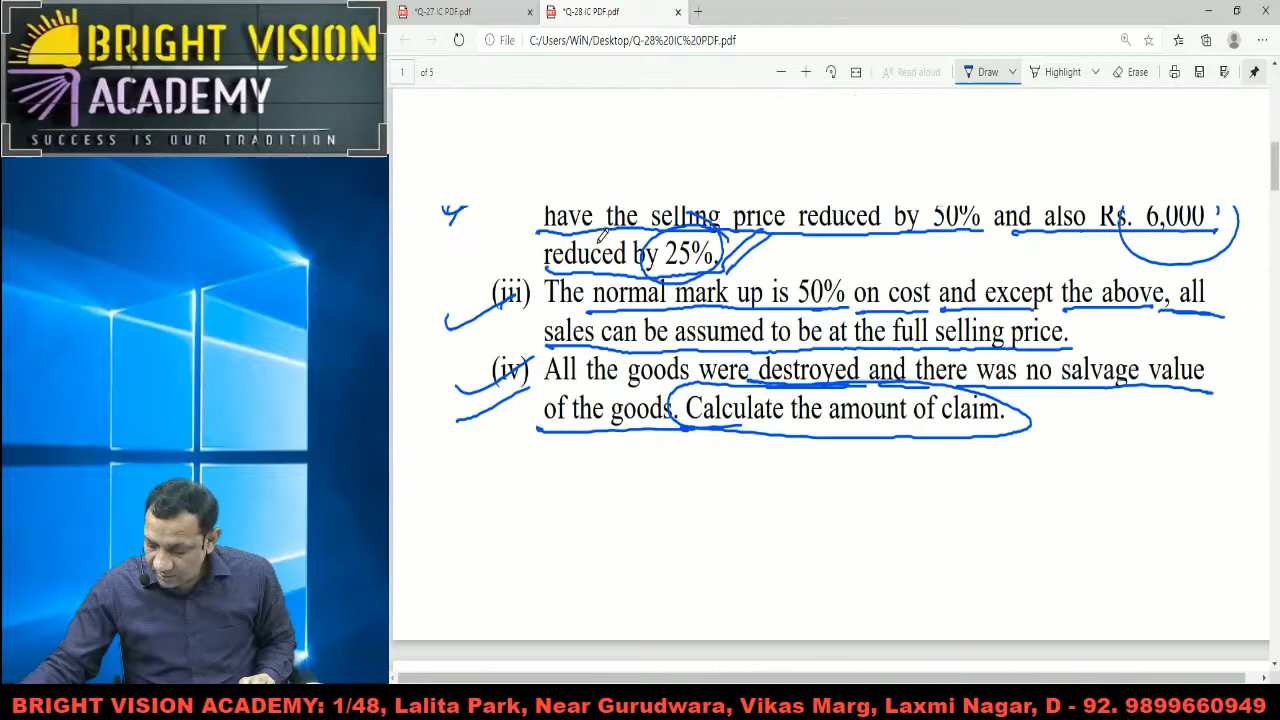 *Q-27 IC PDF.pdf
*Q-28 IC PDF.pdf
File
C:/Users/WiN/Desktop/Q-28%20IC%20PDF.pdf
1 of 5
Read aloud
Draw
Highlight
Erase
BRIGHT VISION
ACADEMY
SUCCESS IS OUR TRADITION
have the selling price reduced by 50% and also Rs. 6,000
reduced by 25%.
(iii) The normal mark up is 50% on cost and except the above, all
sales can be assumed to be at the full selling price.
(iv) All the goods were destroyed and there was no salvage value
of the goods. Calculate the amount of claim.
BRIGHT VISION ACADEMY: 1/48, Lalita Park, Near Gurudwara, Vikas Marg, Laxmi Nagar, D - 92. 9899660949